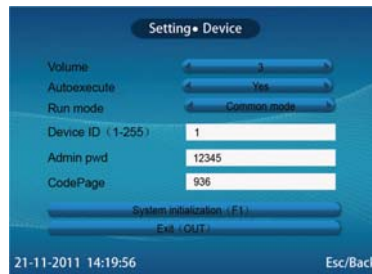 Setting• Device
Volume 3
Autoexecute Yes
Run mode Common mode
Device ID（1-255） 1
Admin pwd 12345
CodePage 936
System initialization（F1）
Exit（OUT）
21-11-2011 14:19:56 Esc/Back